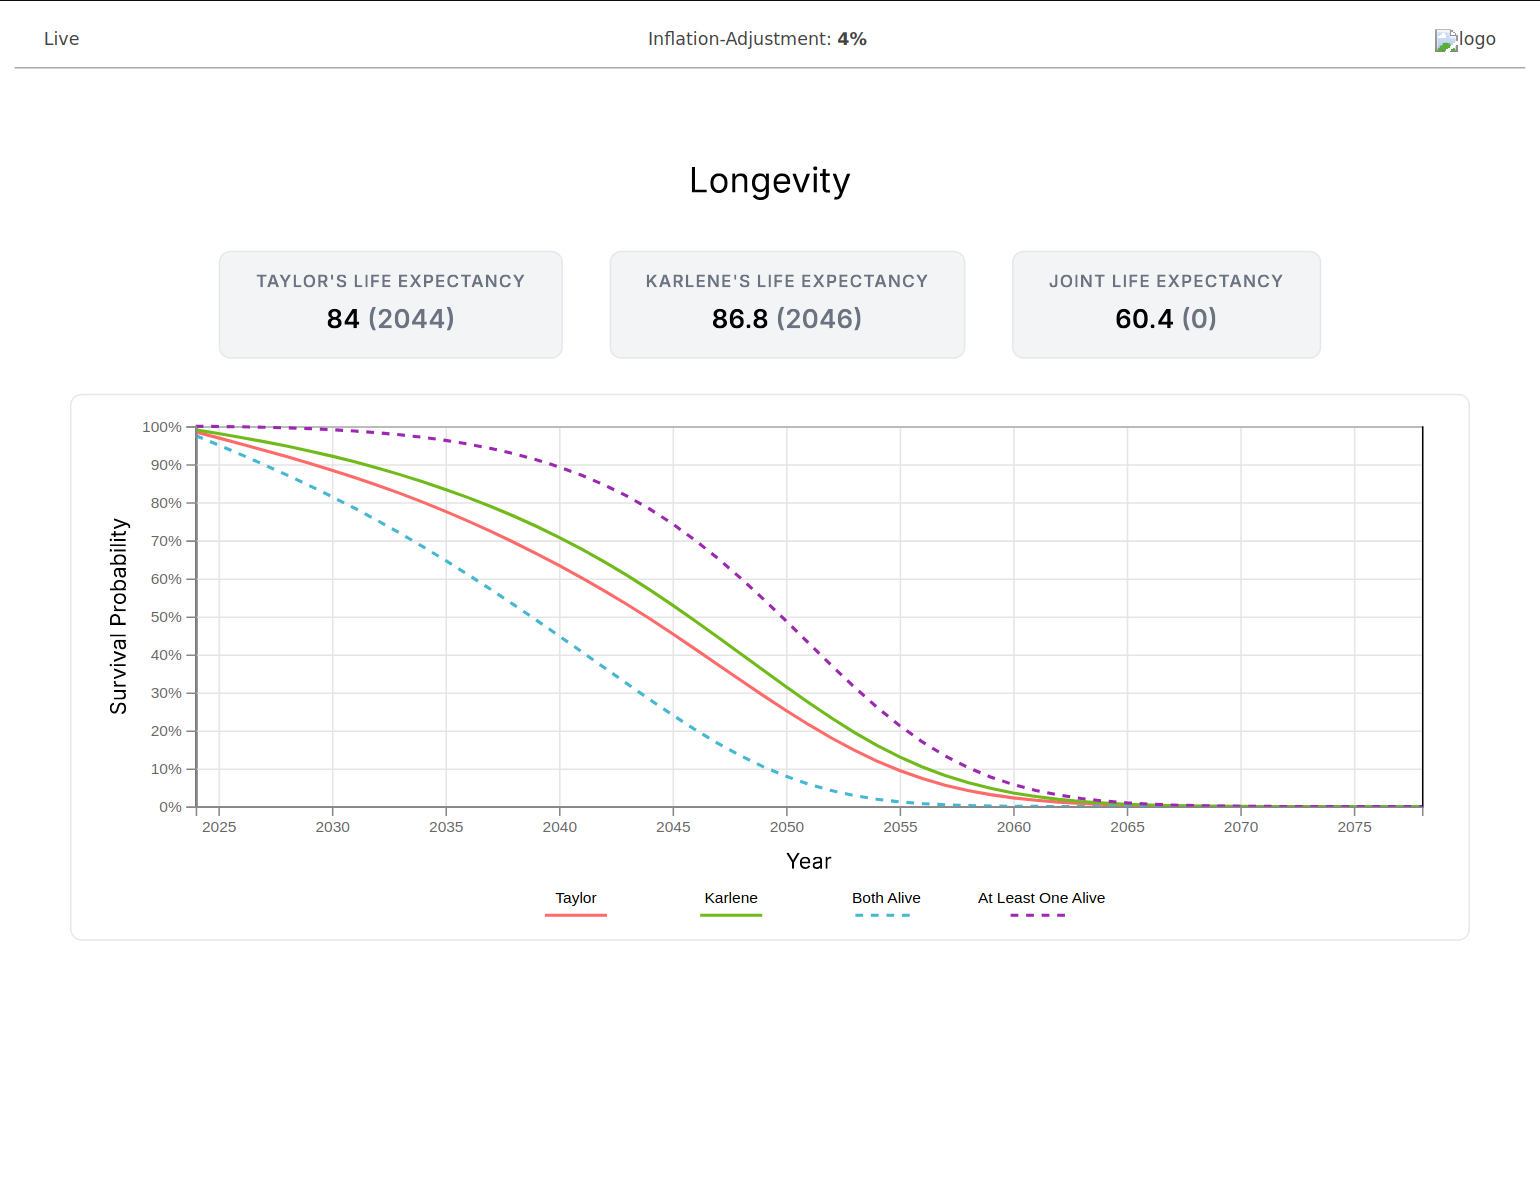 Live
Inflation-Adjustment: 4%
logo
Longevity
TAYLOR'S LIFE EXPECTANCY
84 (2044)
KARLENE'S LIFE EXPECTANCY
86.8 (2046)
JOINT LIFE EXPECTANCY
60.4 (0)
Survival Probability
100%
90%
80%
70%
60%
50%
40%
30%
20%
10%
0%
2025 2030 2035 2040 2045 2050 2055 2060 2065 2070 2075
Year
Taylor Karlene Both Alive At Least One Alive